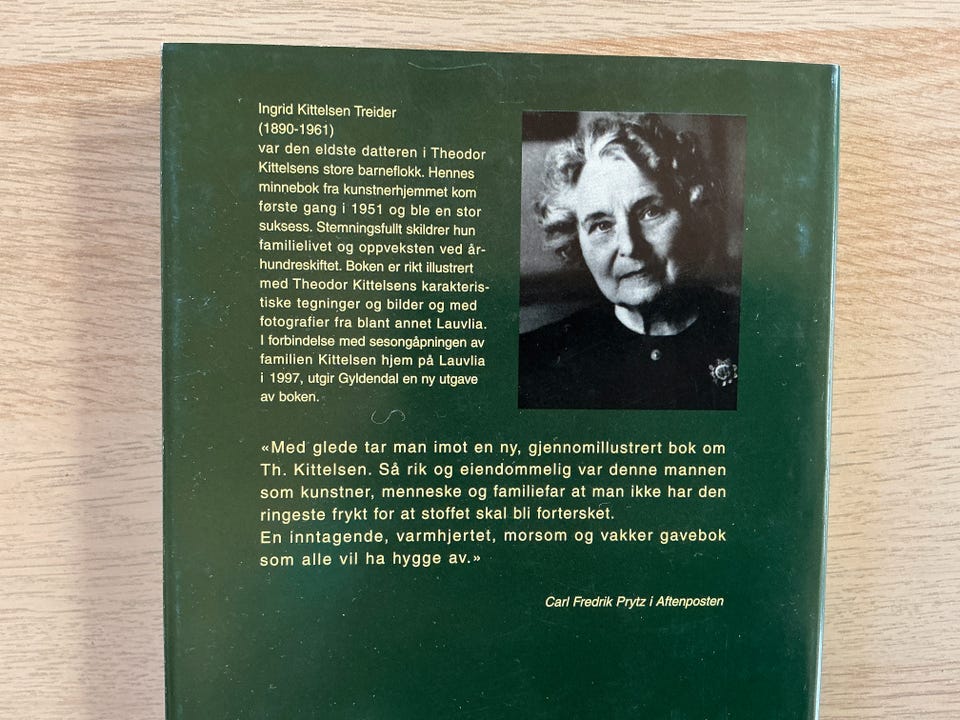 Ingrid Kittelsen Treider
(1890-1961)
var den eldste datteren i Theodor
Kittelsens store barneflokk. Hennes
minnebok fra kunstnerhjemmet kom
første gang i 1951 og ble en stor
suksess. Stemningsfullt skildrer hun
familielivet og oppveksten ved år-
hundreskiftet. Boken er rikt illustrert
med Theodor Kittelsens karakteris-
tiske tegninger og bilder og med
fotografier fra blant annet Lauvlia.
I forbindelse med sesongåpningen av
familien Kittelsen hjem på Lauvlia
i 1997, utgir Gyldendal en ny utgave
av boken.
«Med glede tar man imot en ny, gjennomillustrert bok om
Th. Kittelsen. Så rik og eiendommelig var denne mannen
som kunstner, menneske og familiefar at man ikke har den
ringeste frykt for at stoffet skal bli fortersket.
En inntagende, varmhjertet, morsom og vakker gavebok
som alle vil ha hygge av.»
Carl Fredrik Prytz i Aftenposten